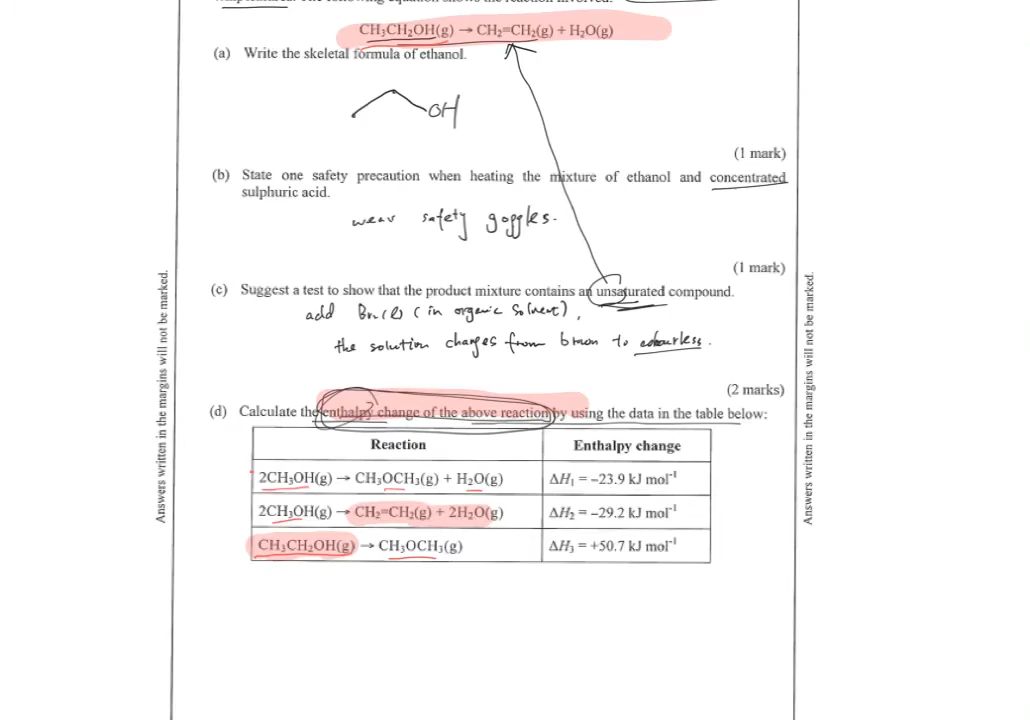 CH₃CH₂OH(g) → CH₂=CH₂(g) + H₂O(g)
(a) Write the skeletal formula of ethanol.
OH
(1 mark)
(b) State one safety precaution when heating the mixture of ethanol and concentrated
sulphuric acid.
wear safety goggles.
(1 mark)
(c) Suggest a test to show that the product mixture contains an unsaturated compound.
add (in organic solvent),
the solution changes from to
(2 marks)
(d) Calculate the enthalpy change of the above reaction by using the data in the table below:
Reaction Enthalpy change
2CH₃OH(g) → CH₃OCH₃(g) + H₂O(g) ΔH₁ = −23.9 kJ mol⁻¹
2CH₃OH(g) → CH₂=CH₂(g) + 2H₂O(g) ΔH₂ = −29.2 kJ mol⁻¹
CH₃CH₂OH(g) → CH₃OCH₃(g) ΔH₃ = +50.7 kJ mol⁻¹
Answers written in the margins will not be marked.
Answers written in the margins will not be marked.